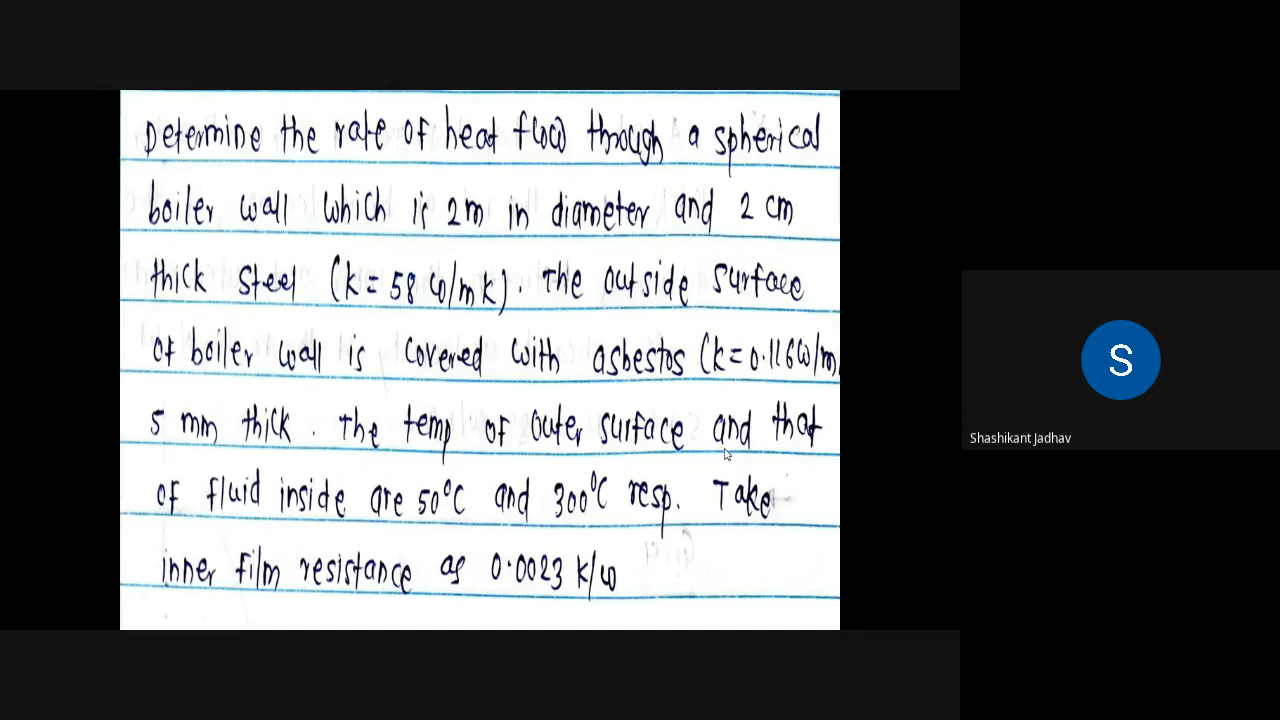 Determine the rate of heat flow through a spherical
boiler wall which is 2m in diameter and 2 cm
thick steel (k = 58 w/mk). The outside surface
of boiler wall is covered with asbestos (k = 0.116 w/m
5 mm thick. The temp of outer surface and that
of fluid inside are 50°C and 300°C resp. Take
inner film resistance as 0.0023 k/w
S
Shashikant Jadhav